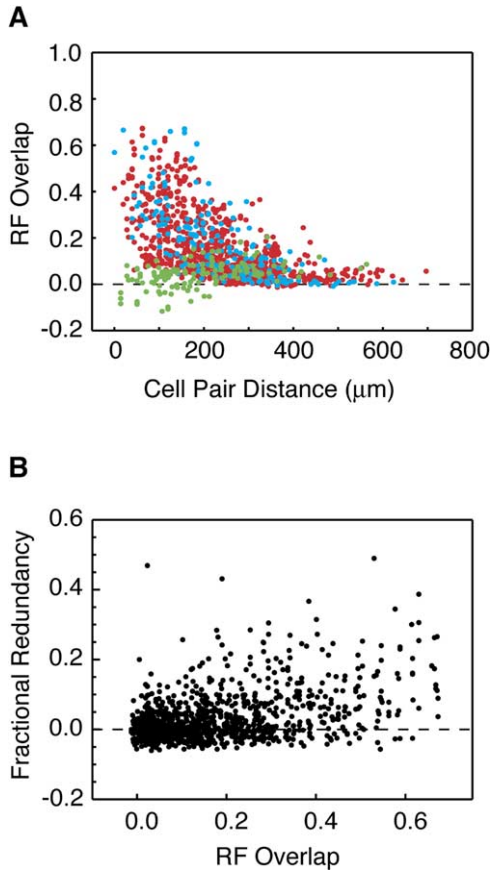 A
1.0
0.8
0.6
0.4
0.2
0.0
-0.2
RF Overlap
0 200 400 600 800
Cell Pair Distance (μm)
B
0.6
0.4
0.2
0.0
-0.2
Fractional Redundancy
0.0 0.2 0.4 0.6
RF Overlap